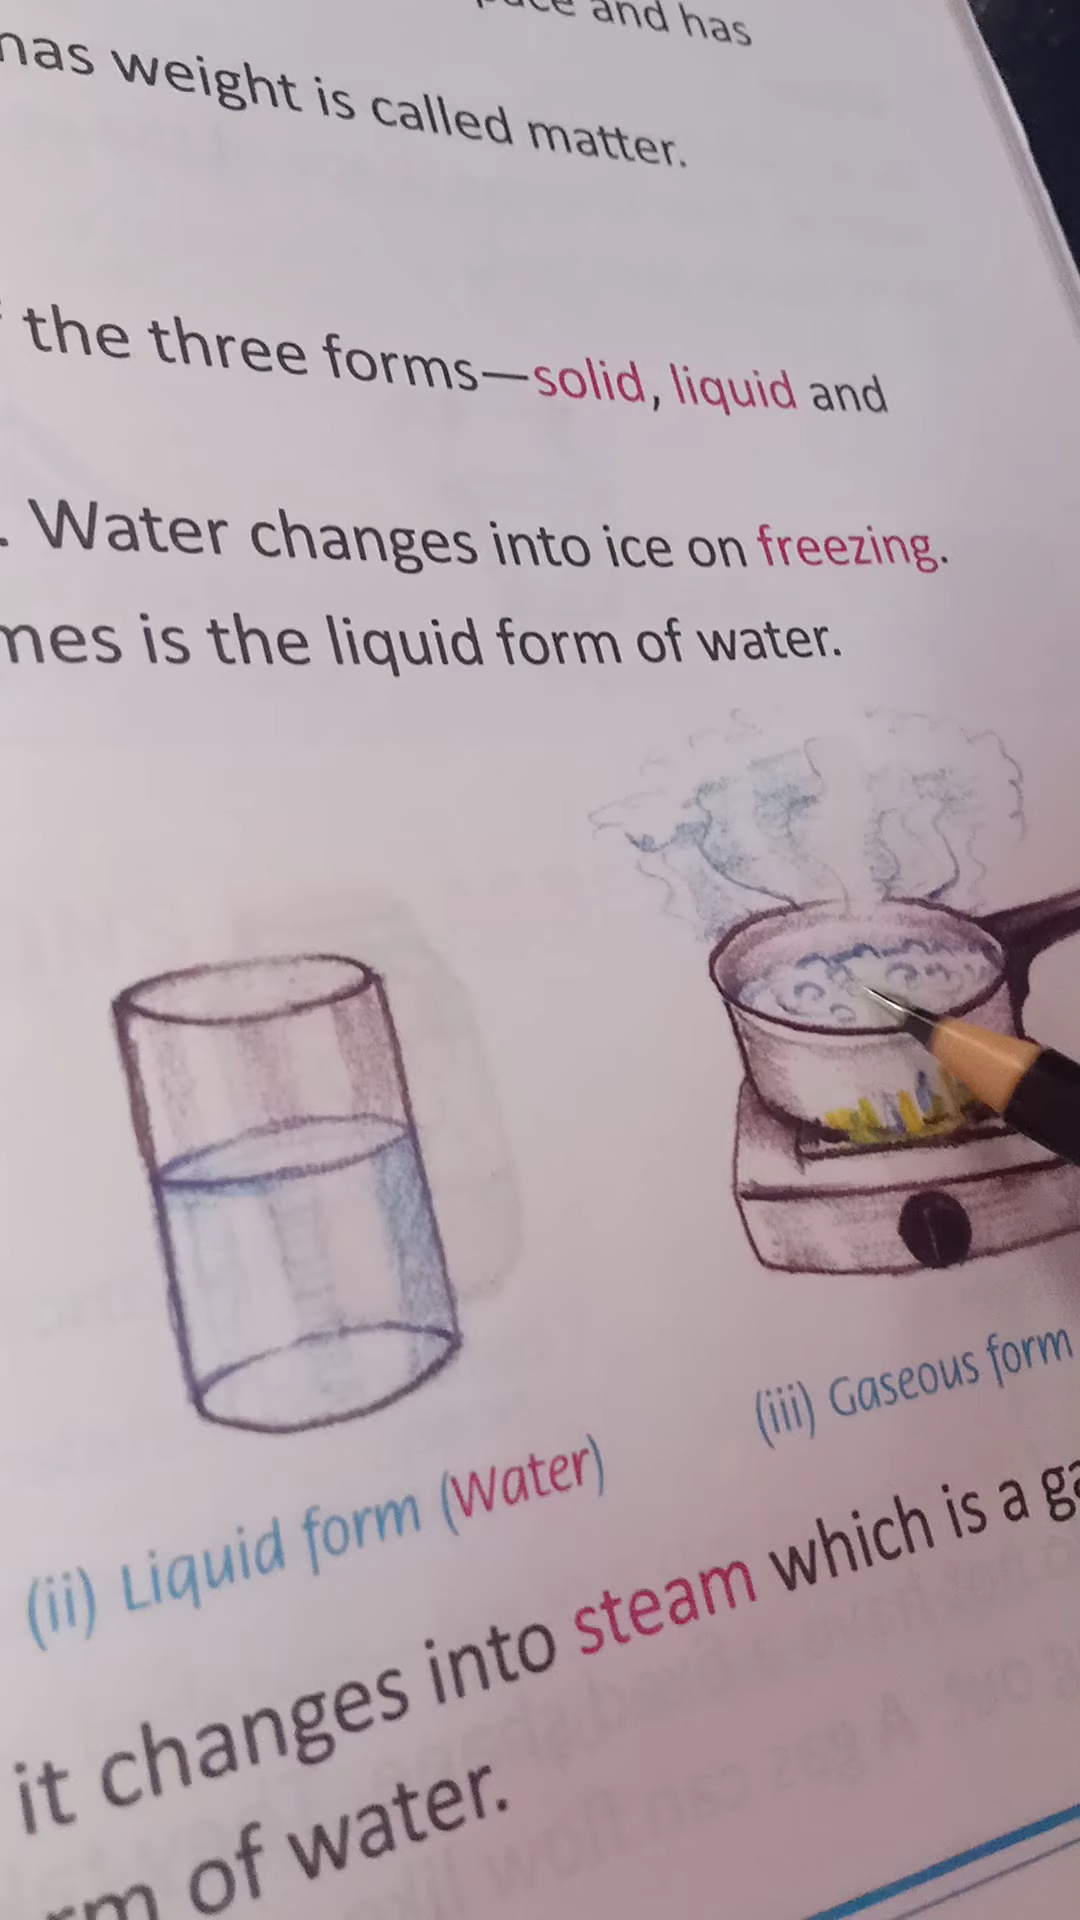 and has
has weight is called matter.
the three forms—solid, liquid and
. Water changes into ice on freezing.
is the liquid form of water.
(ii) Liquid form (Water)
(iii) Gaseous form
it changes into steam which is a
of water.